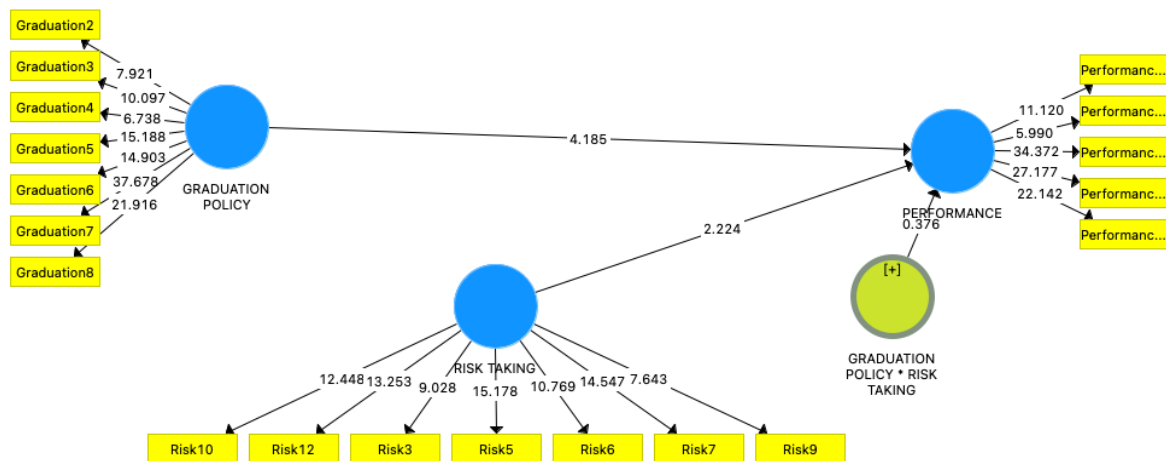 Graduation2
Graduation3
Graduation4
Graduation5
Graduation6
Graduation7
Graduation8
7.921
10.097
6.738
15.188
14.903
37.678
21.916
GRADUATION
POLICY
4.185
2.224
PERFORMANCE
0.376
11.120
5.990
34.372
27.177
22.142
Performanc...
Performanc...
Performanc...
Performanc...
Performanc...
[+]
GRADUATION
POLICY * RISK
TAKING
RISK TAKING
12.448
13.253
9.028
15.178
10.769
14.547
7.643
Risk10
Risk12
Risk3
Risk5
Risk6
Risk7
Risk9